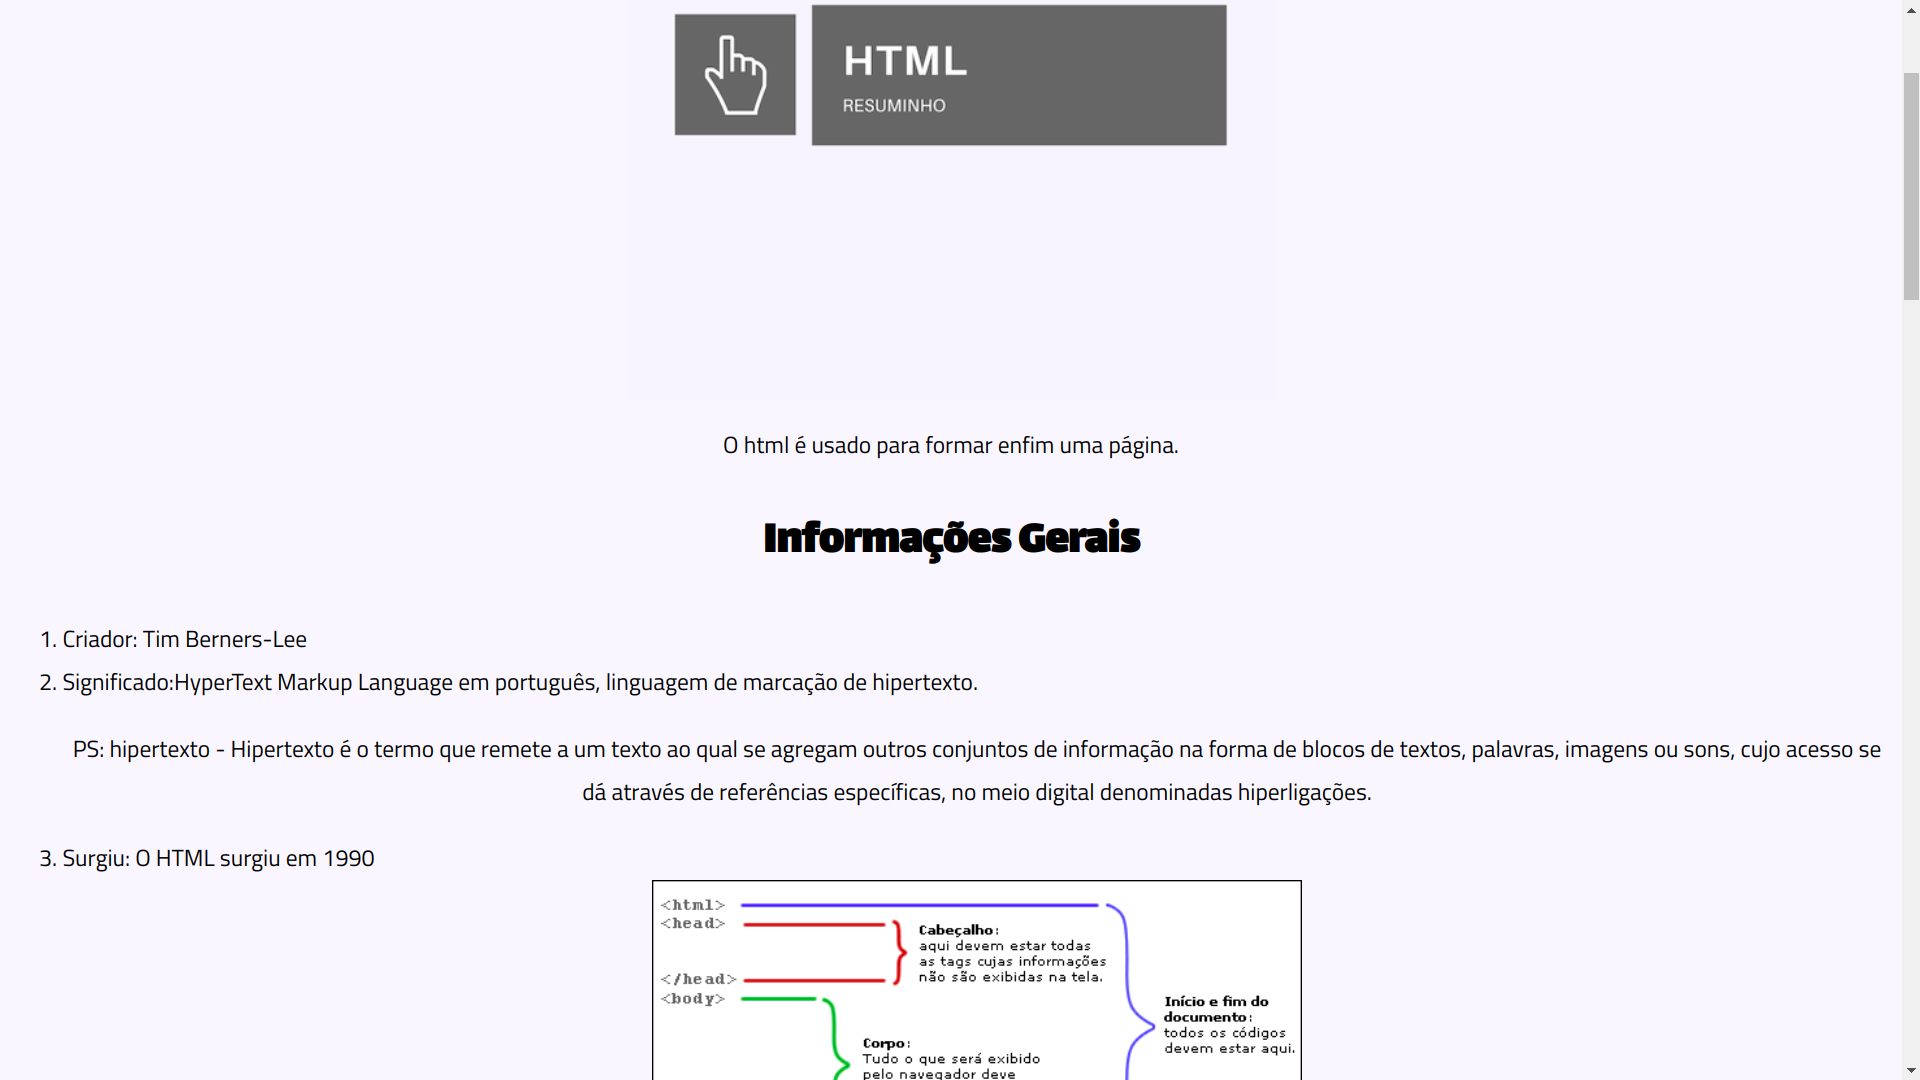 HTML
RESUMINHO
O html é usado para formar enfim uma página.
Informações Gerais
1. Criador: Tim Berners-Lee
2. Significado:HyperText Markup Language em português, linguagem de marcação de hipertexto.
PS: hipertexto - Hipertexto é o termo que remete a um texto ao qual se agregam outros conjuntos de informação na forma de blocos de textos, palavras, imagens ou sons, cujo acesso se
dá através de referências específicas, no meio digital denominadas hiperligações.
3. Surgiu: O HTML surgiu em 1990
<html>
<head>
Cabeçalho:
aqui devem estar todas
as tags cujas informações
não são exibidas na tela.
</head>
<body>
Início e fim do
documento:
todos os códigos
devem estar aqui.
Corpo:
Tudo o que será exibido
pelo navegador deve